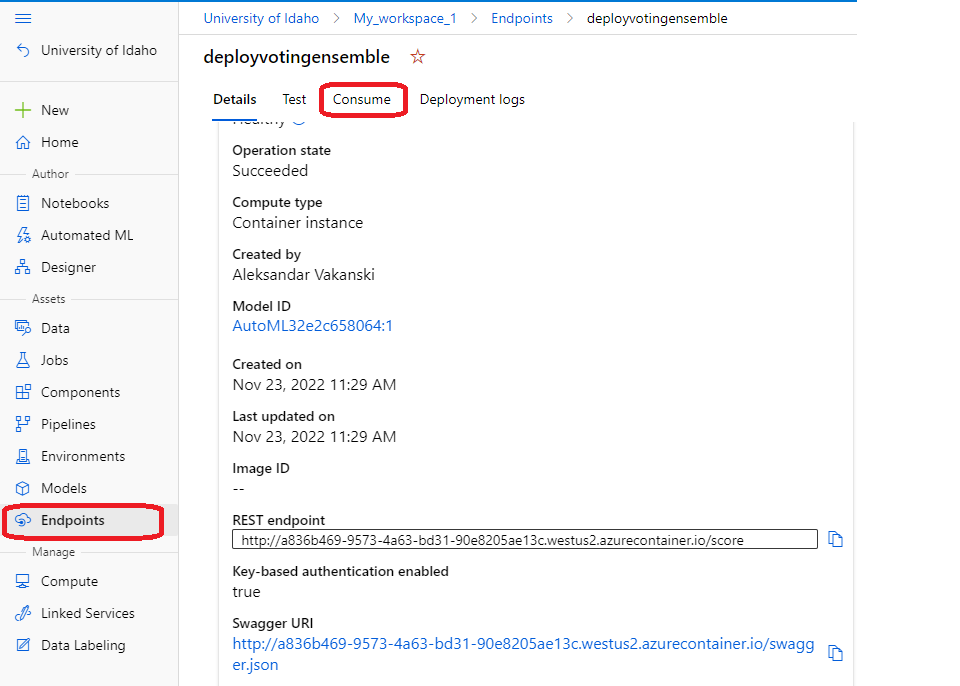 University of Idaho > My_workspace_1 > Endpoints > deployvotingensemble
University of Idaho
New
Home
Author
Notebooks
Automated ML
Designer
Assets
Data
Jobs
Components
Pipelines
Environments
Models
Endpoints
Manage
Compute
Linked Services
Data Labeling
deployvotingensemble
Details Test Consume Deployment logs
Healthy
Operation state
Succeeded
Compute type
Container instance
Created by
Aleksandar Vakanski
Model ID
AutoML32e2c658064:1
Created on
Nov 23, 2022 11:29 AM
Last updated on
Nov 23, 2022 11:29 AM
Image ID
--
REST endpoint
http://a836b469-9573-4a63-bd31-90e8205ae13c.westus2.azurecontainer.io/score
Key-based authentication enabled
true
Swagger URI
http://a836b469-9573-4a63-bd31-90e8205ae13c.westus2.azurecontainer.io/swagg
er.json